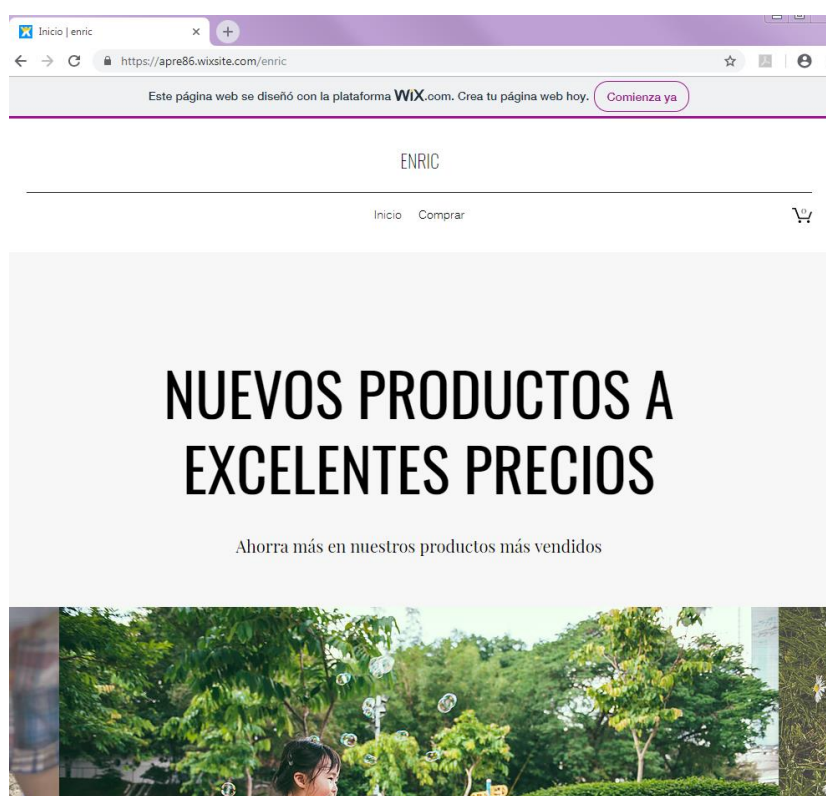 Inicio | enric
https://apre86.wixsite.com/enric
Este página web se diseñó con la plataforma WiX.com. Crea tu página web hoy. Comienza ya
ENRIC
Inicio Comprar
0
NUEVOS PRODUCTOS A
EXCELENTES PRECIOS
Ahorra más en nuestros productos más vendidos